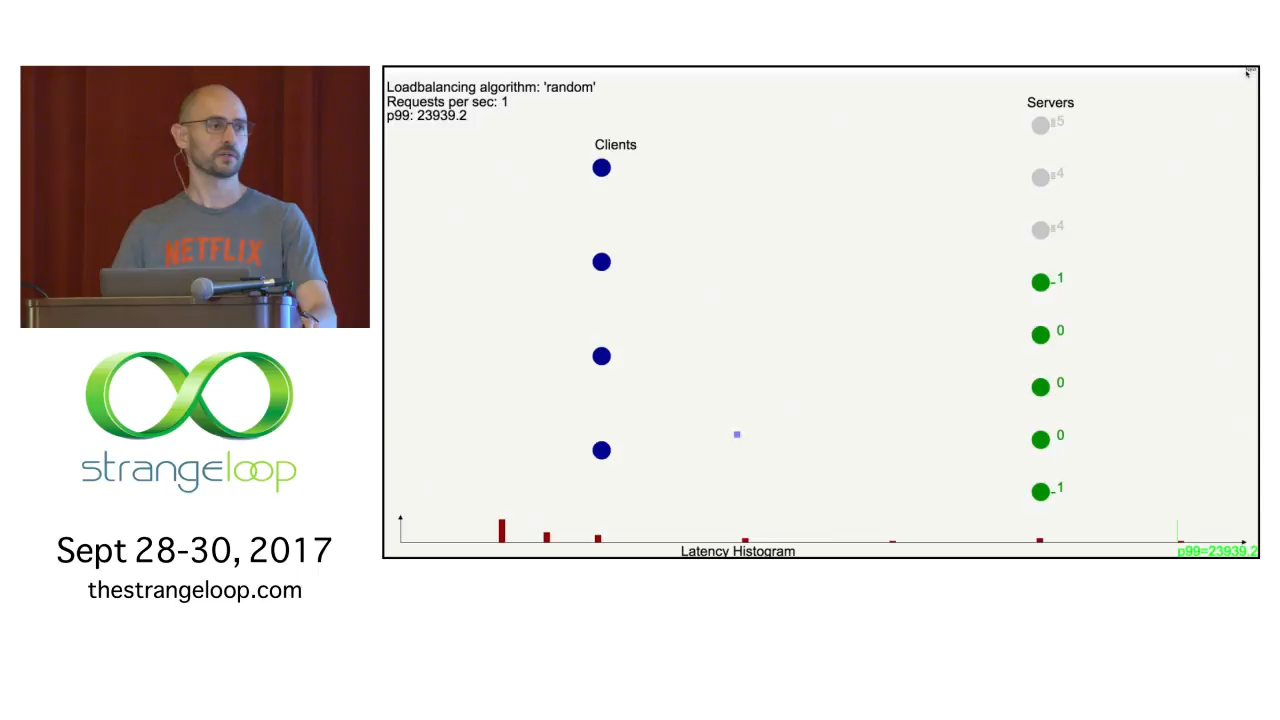 NETFLIX
strangeloop
Sept 28-30, 2017
thestrangeloop.com
Loadbalancing algorithm: 'random'
Requests per sec: 1
p99: 23939.2
Clients
Servers
5
4
4
1
0
0
0
1
Latency Histogram
p99=23939.2